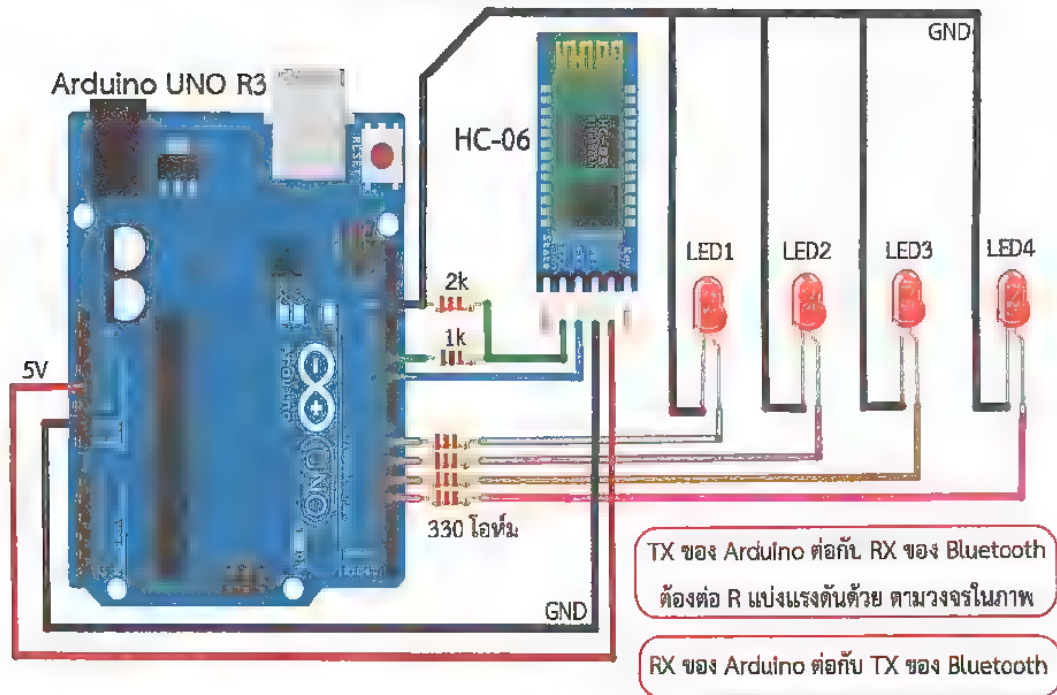 GND
Arduino UNO R3
RESET
HC-06
LED1
LED2
LED3
LED4
2k
1k
5V
UNO
330 โอห์ม
GND
TX ของ Arduino ต่อกับ RX ของ Bluetooth
ต้องต่อ R แบ่งแรงดันด้วย ตามวงจรในภาพ
RX ของ Arduino ต่อกับ TX ของ Bluetooth